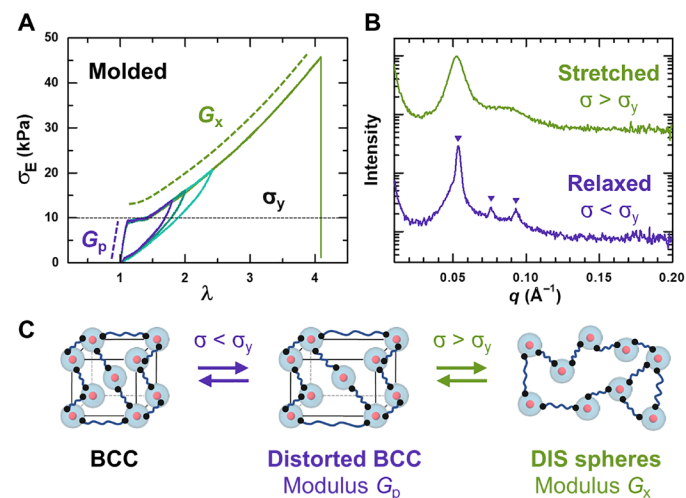 A
50
40
30
20
10
0
σE (kPa)
Molded
Gx
Gp
σy
1 2 3 4
λ
B
Intensity
Stretched
σ > σy
Relaxed
σ < σy
0.05 0.10 0.15 0.20
q (Å−1)
C
σ < σy
σ > σy
BCC
Distorted BCC
Modulus Gp
DIS spheres
Modulus Gx